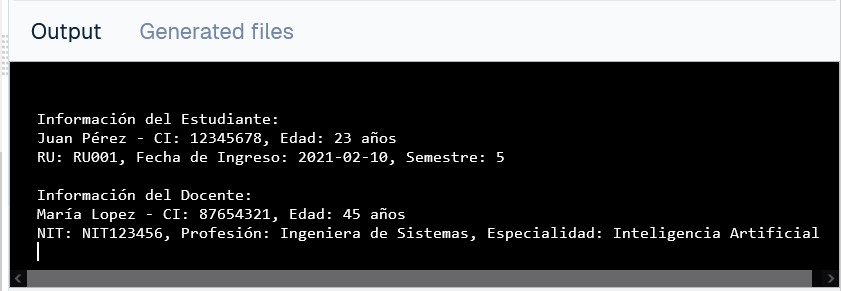 Output Generated files
Información del Estudiante:
Juan Pérez - CI: 12345678, Edad: 23 años
RU: RU001, Fecha de Ingreso: 2021-02-10, Semestre: 5
Información del Docente:
María Lopez - CI: 87654321, Edad: 45 años
NIT: NIT123456, Profesión: Ingeniera de Sistemas, Especialidad: Inteligencia Artificial